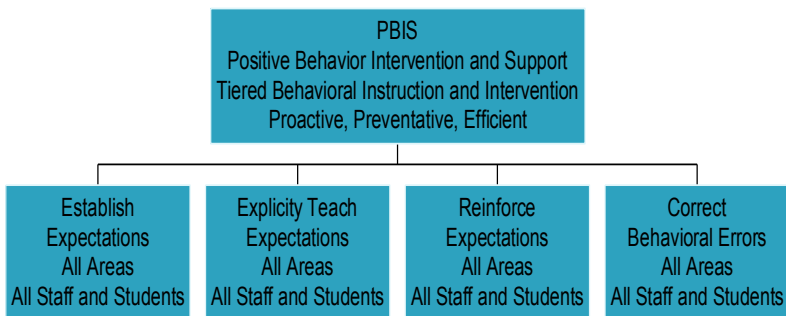 PBIS
Positive Behavior Intervention and Support
Tiered Behavioral Instruction and Intervention
Proactive, Preventative, Efficient
Establish
Expectations
All Areas
All Staff and Students
Explicity Teach
Expectations
All Areas
All Staff and Students
Reinforce
Expectations
All Areas
All Staff and Students
Correct
Behavioral Errors
All Areas
All Staff and Students